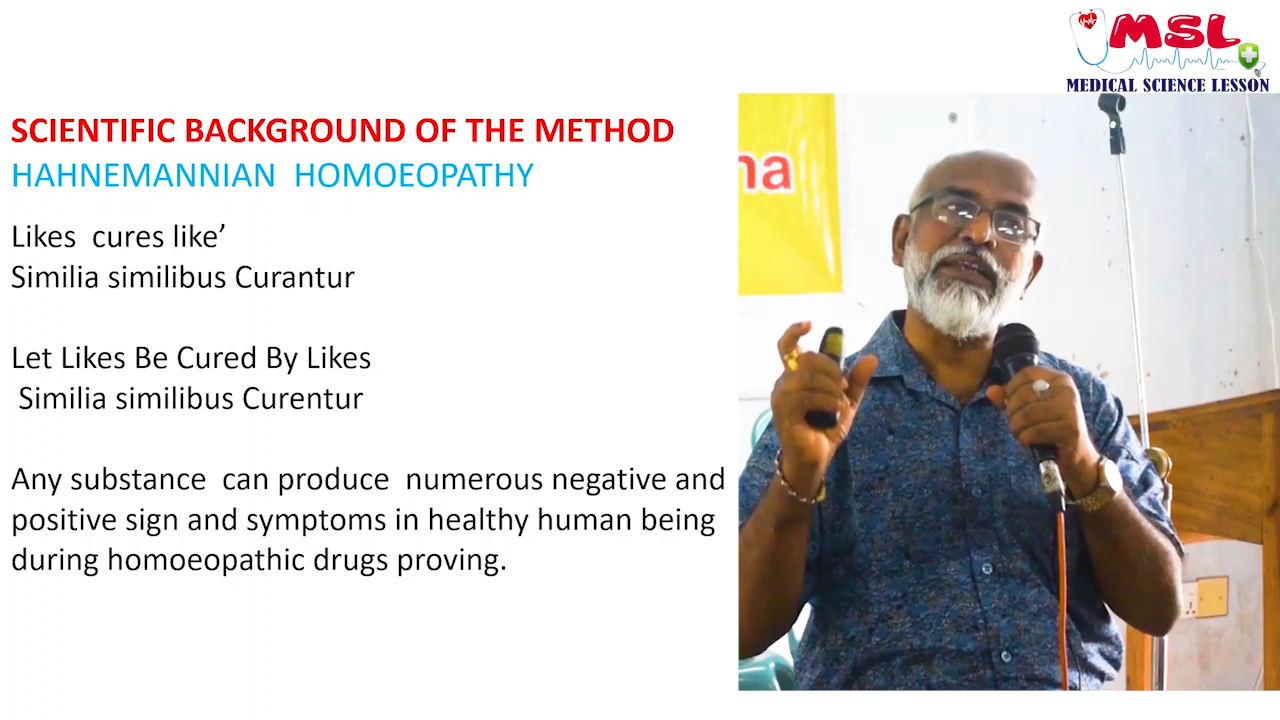 MSL
MEDICAL SCIENCE LESSON
SCIENTIFIC BACKGROUND OF THE METHOD
HAHNEMANNIAN HOMOEOPATHY
Likes cures like’
Similia similibus Curantur
Let Likes Be Cured By Likes
Similia similibus Curentur
Any substance can produce numerous negative and
positive sign and symptoms in healthy human being
during homoeopathic drugs proving.